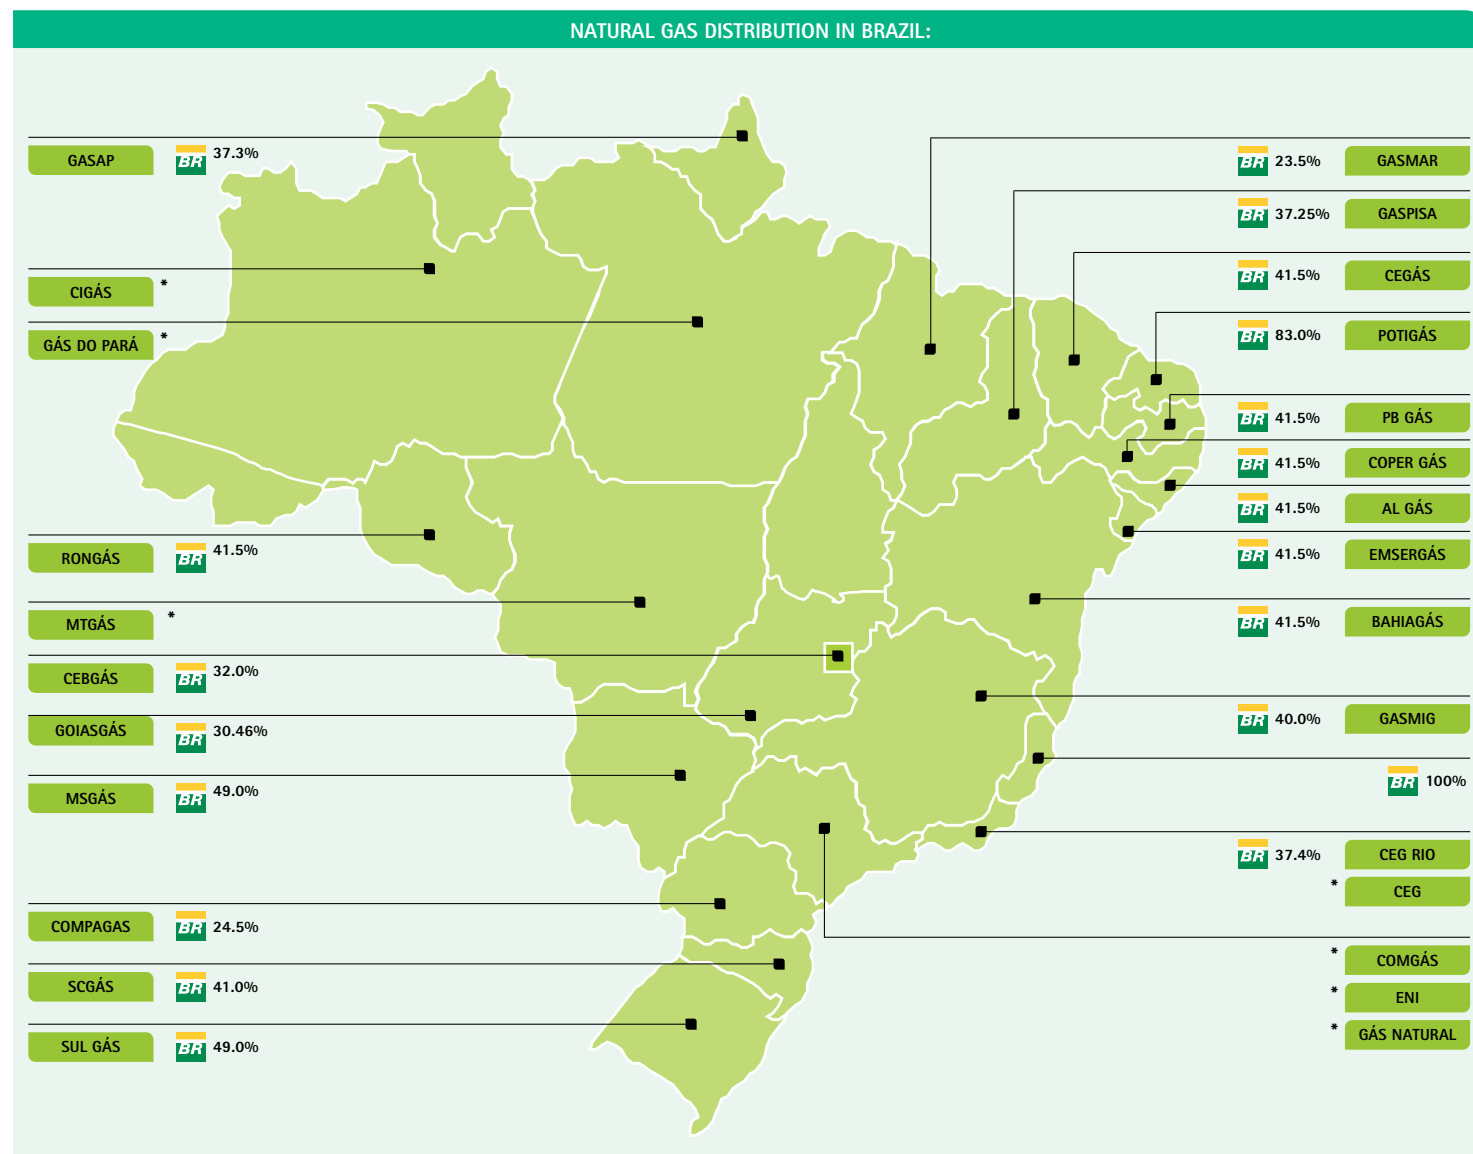 NATURAL GAS DISTRIBUTION IN BRAZIL:
GASAP BR 37.3%
CIGÁS *
GÁS DO PARÁ *
RONGÁS BR 41.5%
MTGÁS *
CEBGÁS BR 32.0%
GOIASGÁS BR 30.46%
MSGÁS BR 49.0%
COMPAGAS BR 24.5%
SCGÁS BR 41.0%
SUL GÁS BR 49.0%
BR 23.5% GASMAR
BR 37.25% GASPISA
BR 41.5% CEGÁS
BR 83.0% POTIGÁS
BR 41.5% PB GÁS
BR 41.5% COPER GÁS
BR 41.5% AL GÁS
BR 41.5% EMSERGÁS
BR 41.5% BAHIAGÁS
BR 40.0% GASMIG
BR 100%
BR 37.4% CEG RIO
* CEG
* COMGÁS
* ENI
* GÁS NATURAL